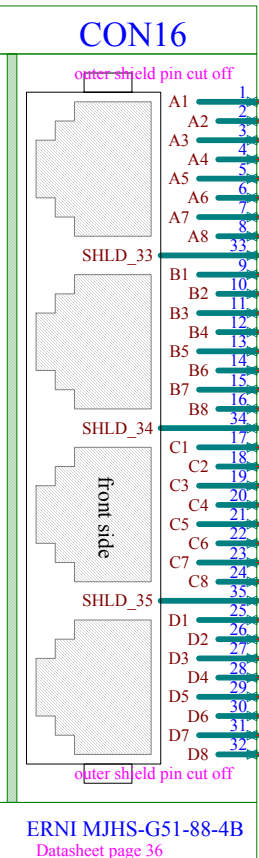 CON16
outer shield pin cut off
A1 1
A2 2
A3 3
A4 4
A5 5
A6 6
A7 7
A8 8
SHLD_33 33
B1 9
B2 10
B3 11
B4 12
B5 13
B6 14
B7 15
B8 16
SHLD_34 34
C1 17
C2 18
C3 19
front side
C4 20
C5 21
C6 22
C7 23
C8 24
SHLD_35 35
D1 25
D2 26
D3 27
D4 28
D5 29
D6 30
D7 31
D8 32
outer shield pin cut off
ERNI MJHS-G51-88-4B
Datasheet page 36